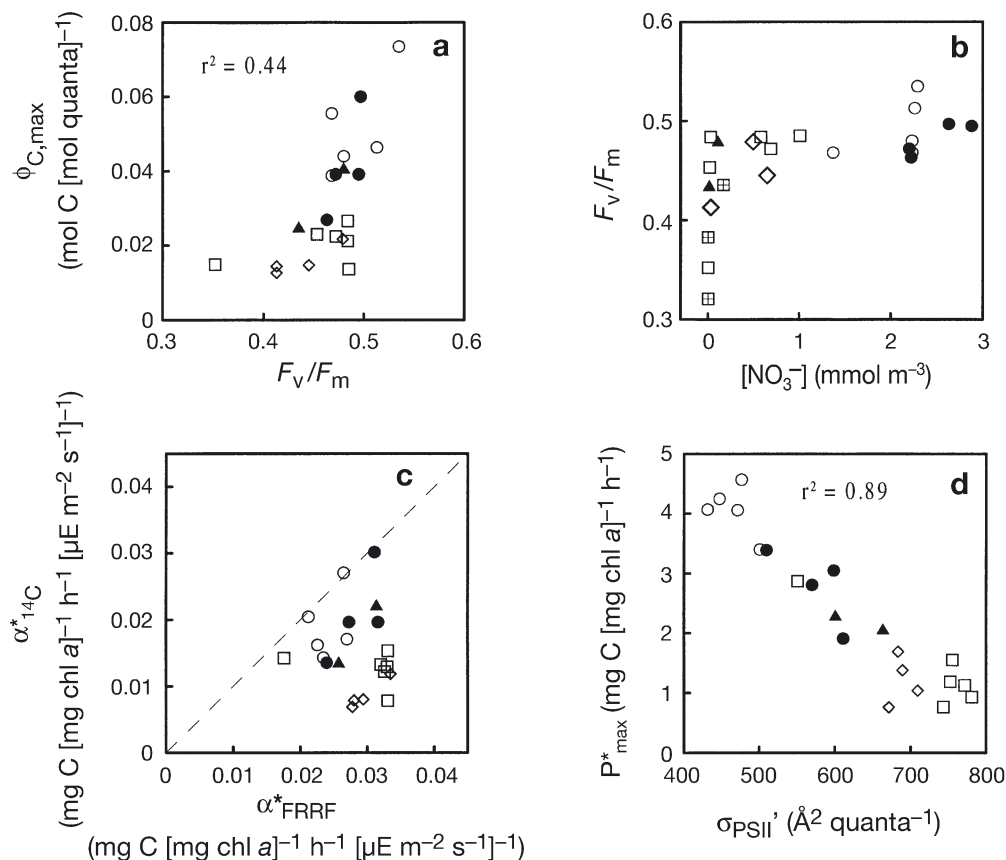 a
r² = 0.44
ϕC,max
(mol C [mol quanta]–1)
0.08
0.06
0.04
0.02
0
0.3
0.4
0.5
0.6
Fv/Fm
b
Fv/Fm
0.6
0.5
0.4
0.3
0
1
2
3
[NO3–] (mmol m–3)
c
α*14C
(mg C [mg chl a]–1 h–1 [µE m–2 s–1]–1)
0.04
0.03
0.02
0.01
0
0
0.01
0.02
0.03
0.04
α*FRRF
(mg C [mg chl a]–1 h–1 [µE m–2 s–1]–1)
d
r² = 0.89
P*max (mg C [mg chl a]–1 h–1)
5
4
3
2
1
0
400
500
600
700
800
σPSII' (Å2 quanta–1)